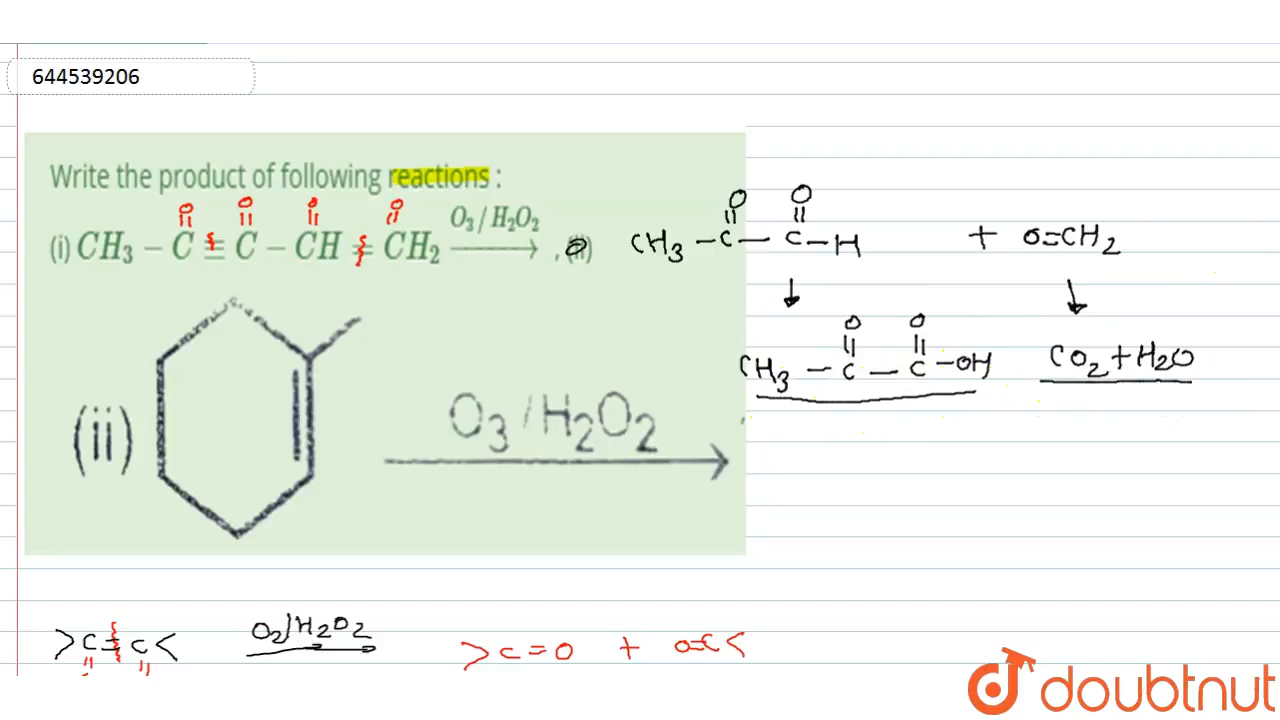 644539206
Write the product of following reactions :
(i) CH₃ − C ≡ C − CH = CH₂ O₃ / H₂O₂ , (ii)
O O O O
CH₃ − C − C − H + O=CH₂
O O
CH₃ − C − C − OH CO₂ + H₂O
O O
(ii) O₃ / H₂O₂
>C = C< O₂/H₂O₂ >C=O + O=C<
doubtnut